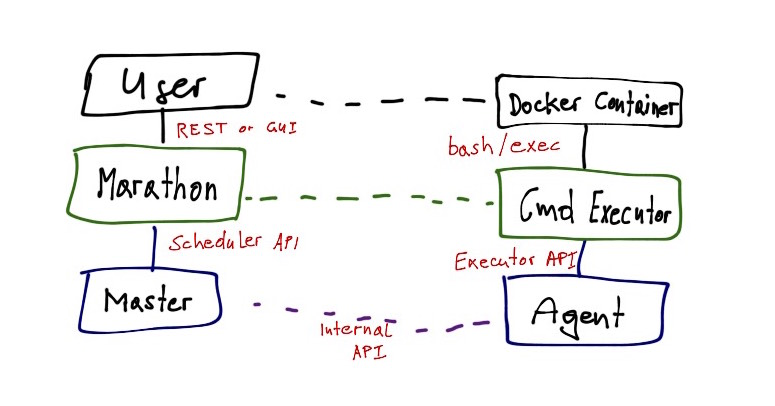 User
Docker Container
REST or GUI
bash/exec
Marathon
Cmd Executor
Scheduler API
Executor API
Master
Agent
Internal
API